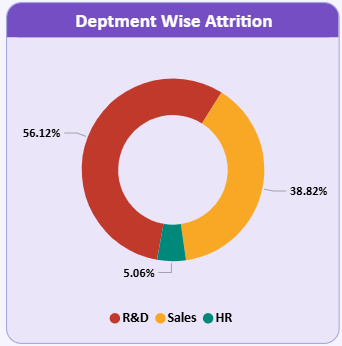 Deptment Wise Attrition
56.12%
38.82%
5.06%
R&D Sales HR